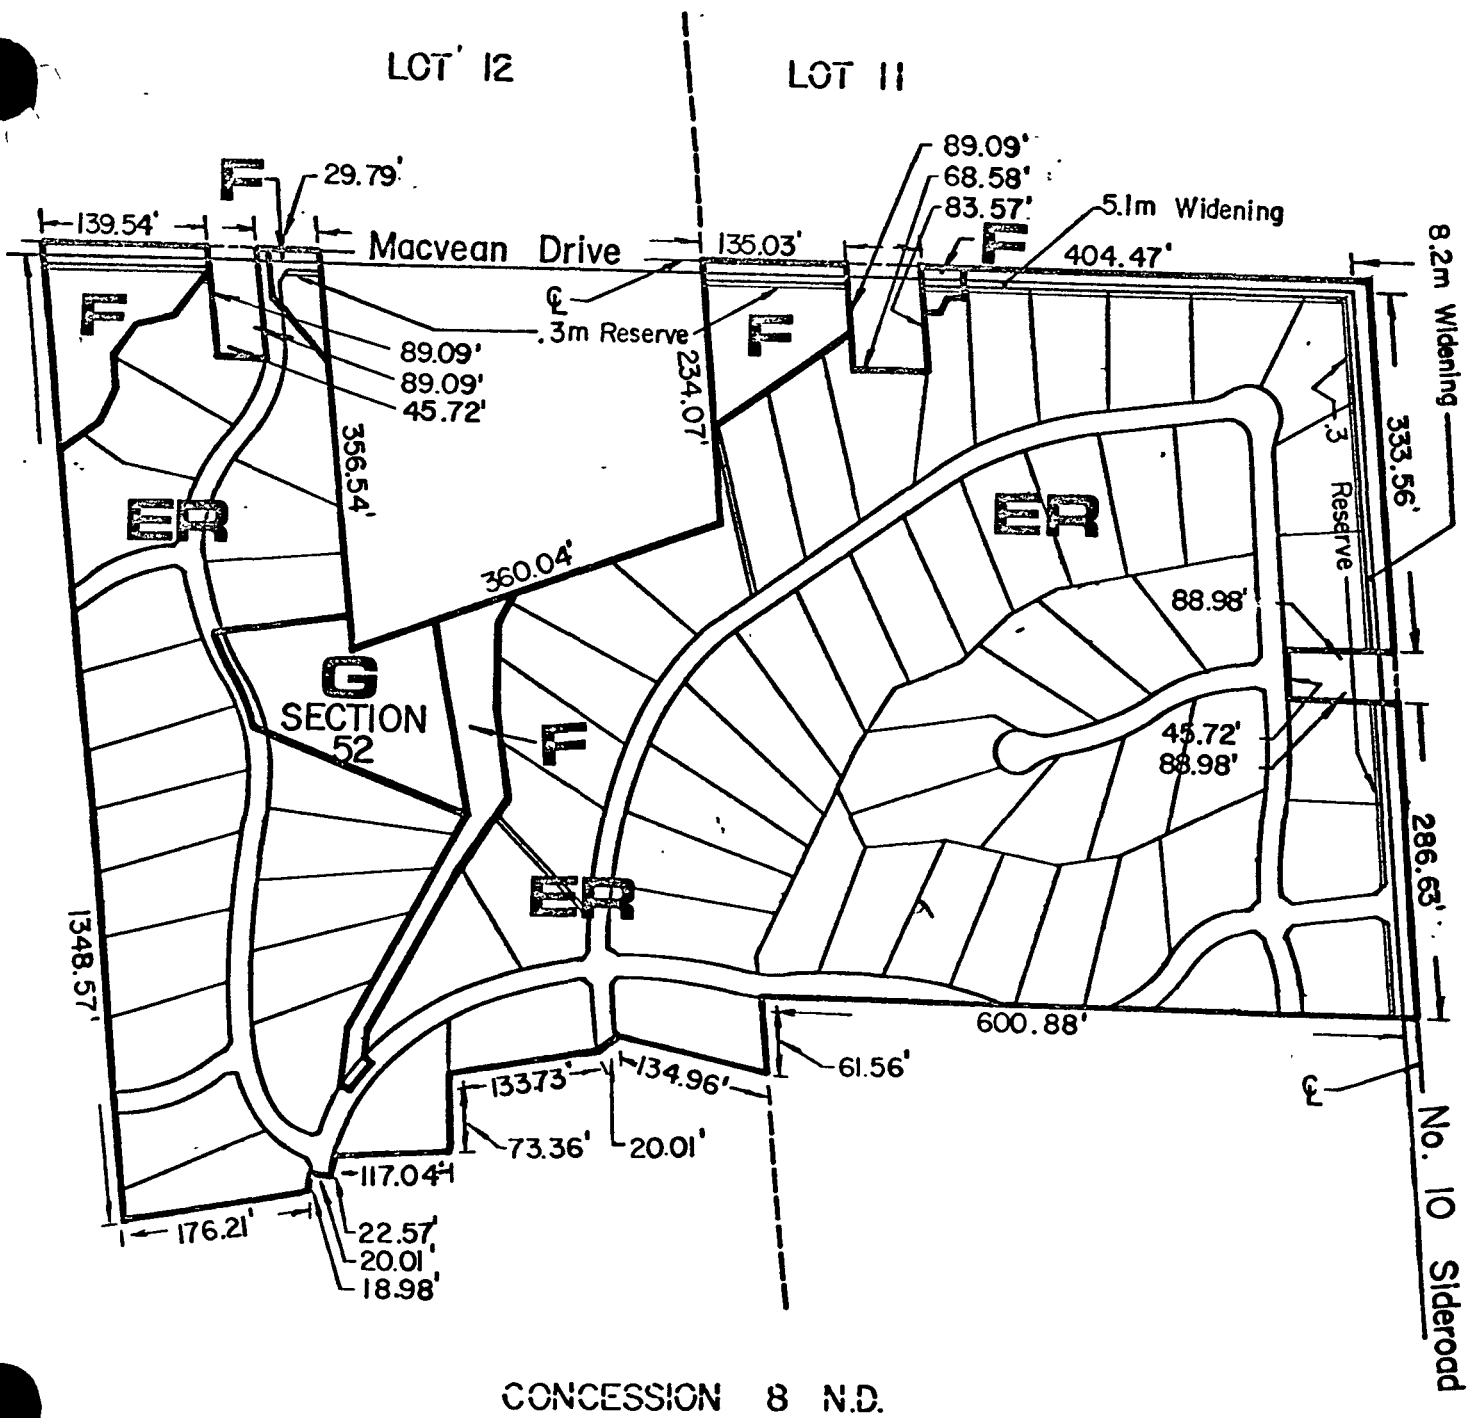 LOT 12
LOT 11
F
29.79'
89.09'
68.58'
83.57'
5.1m Widening
139.54'
Macvean Drive
135.03'
F
404.47'
8.2m Widening
F
℄
.3m Reserve
F
89.09'
89.09'
45.72'
234.07'
356.54'
.3 Reserve
333.56'
ER
ER
360.04'
88.98'
G
SECTION
52
F
45.72'
88.98'
286.63'
ER
1348.57'
600.88'
61.56'
133.73'
134.96'
℄
73.36'
20.01'
117.04'
176.21'
22.57'
20.01'
18.98'
No. 10 Sideroad
CONCESSION 8 N.D.